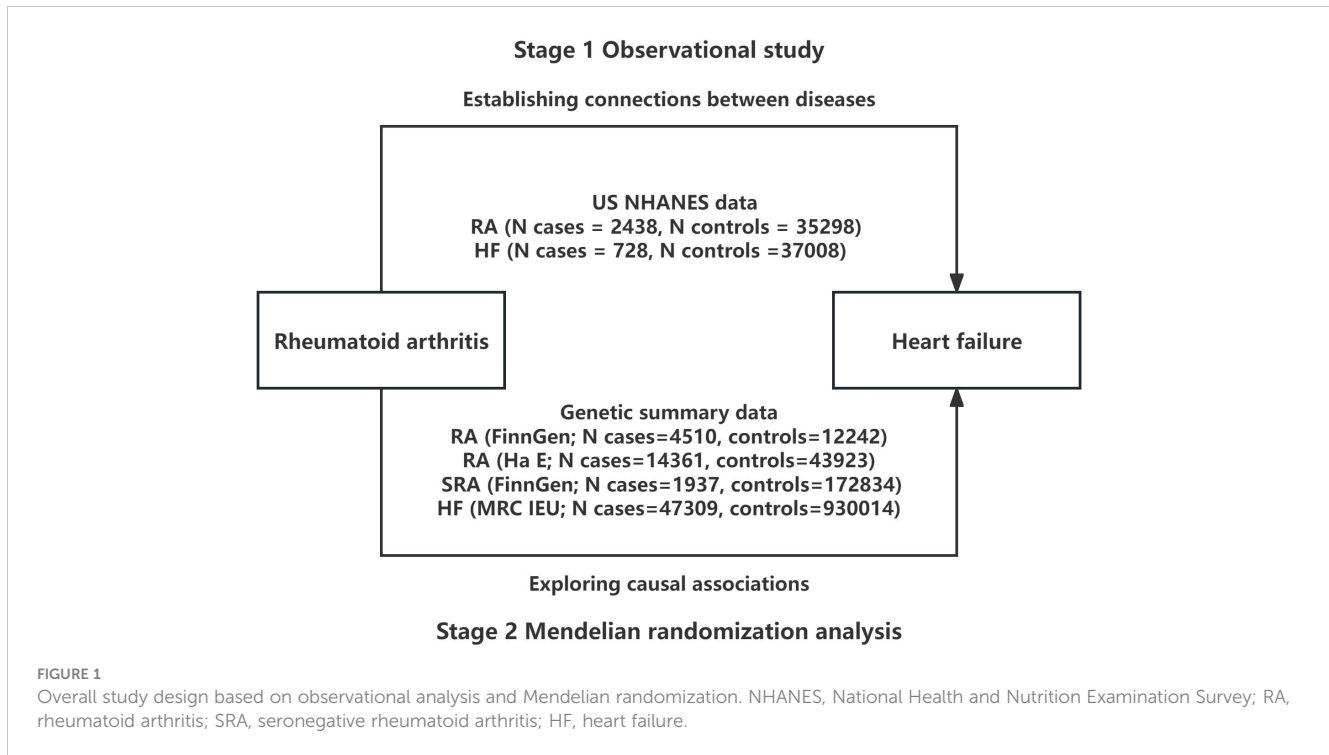 Stage 1 Observational study
Establishing connections between diseases
US NHANES data
RA (N cases = 2438, N controls = 35298)
HF (N cases = 728, N controls =37008)
Rheumatoid arthritis
Heart failure
Genetic summary data
RA (FinnGen; N cases=4510, controls=12242)
RA (Ha E; N cases=14361, controls=43923)
SRA (FinnGen; N cases=1937, controls=172834)
HF (MRC IEU; N cases=47309, controls=930014)
Exploring causal associations
Stage 2 Mendelian randomization analysis
FIGURE 1
Overall study design based on observational analysis and Mendelian randomization. NHANES, National Health and Nutrition Examination Survey; RA,
rheumatoid arthritis; SRA, seronegative rheumatoid arthritis; HF, heart failure.